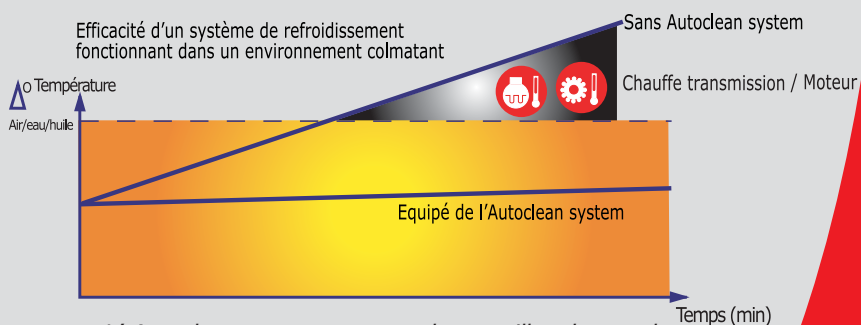 Efficacité d'un système de refroidissement
fonctionnant dans un environnement colmatant
Sans Autoclean system
Δo Température
Chauffe transmission / Moteur
Air/eau/huile
Equipé de l'Autoclean system
Temps (min)